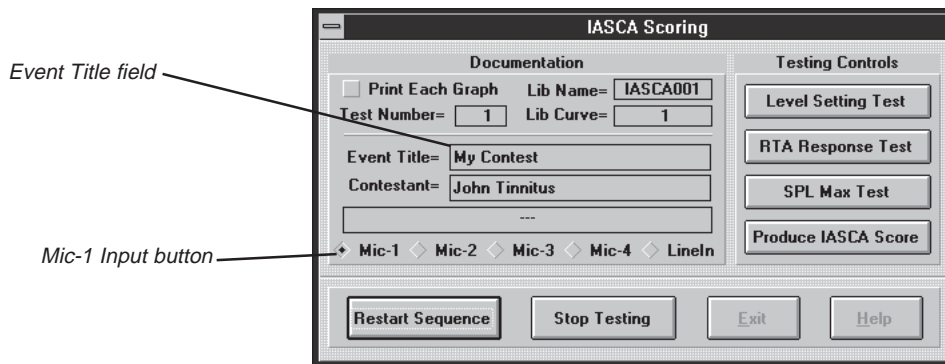 IASCA Scoring
Event Title field
Mic-1 Input button
Documentation
Print Each Graph Lib Name= IASCA001
Test Number= 1 Lib Curve= 1
Event Title= My Contest
Contestant= John Tinnitus
---
Mic-1 Mic-2 Mic-3 Mic-4 LineIn
Testing Controls
Level Setting Test
RTA Response Test
SPL Max Test
Produce IASCA Score
Restart Sequence Stop Testing Exit Help